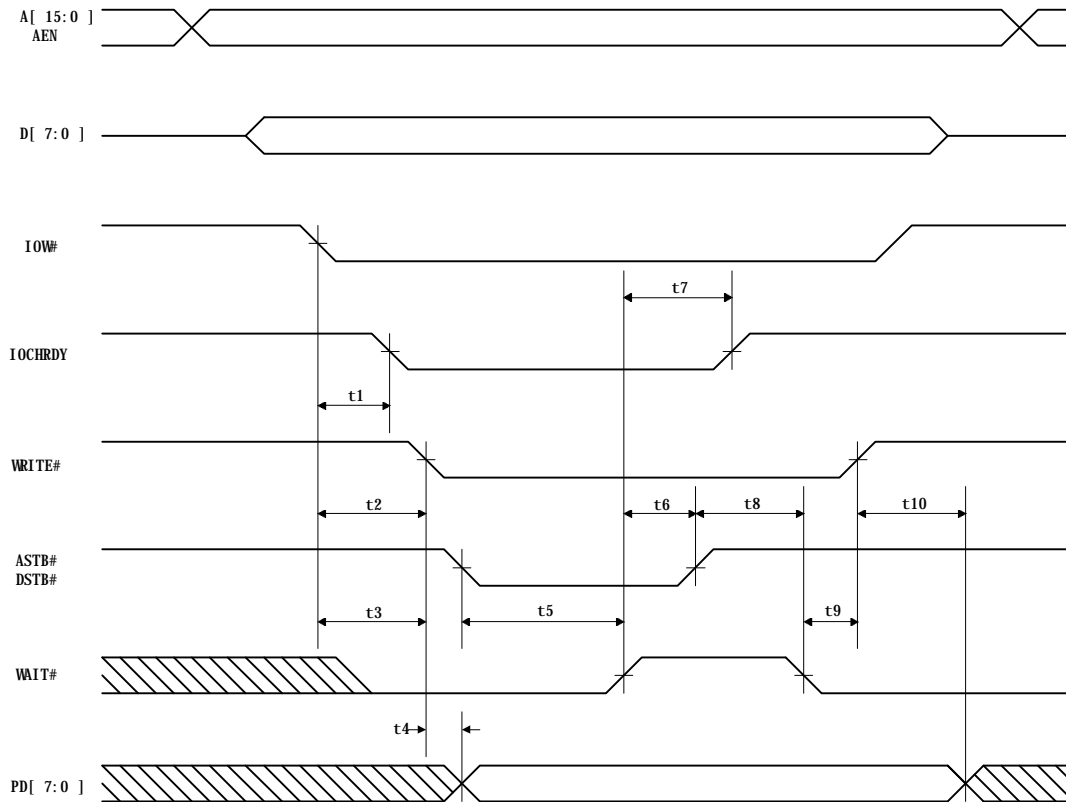 A[ 15:0 ]
AEN
D[ 7:0 ]
IOW#
t7
IOCHRDY
t1
WRITE#
t2
t6
t8
t10
ASTB#
DSTB#
t3
t5
t9
WAIT#
t4
PD[ 7:0 ]